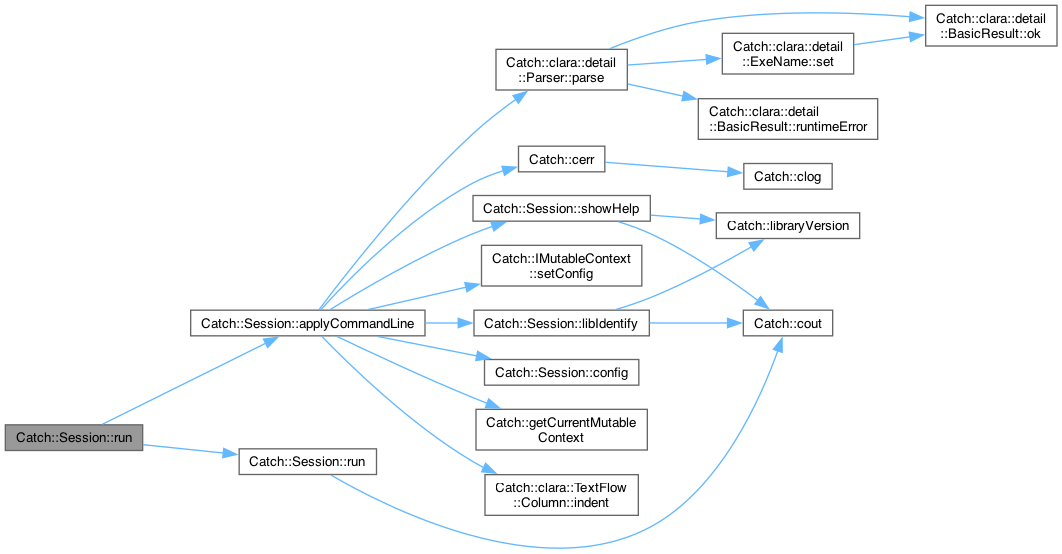 Catch::clara::detail
::BasicResult::ok
Catch::clara::detail
::ExeName::set
Catch::clara::detail
::Parser::parse
Catch::clara::detail
::BasicResult::runtimeError
Catch::cerr
Catch::clog
Catch::Session::showHelp
Catch::libraryVersion
Catch::IMutableContext
::setConfig
Catch::Session::applyCommandLine
Catch::Session::libIdentify
Catch::cout
Catch::Session::config
Catch::getCurrentMutable
Context
Catch::Session::run
Catch::Session::run
Catch::clara::TextFlow
::Column::indent